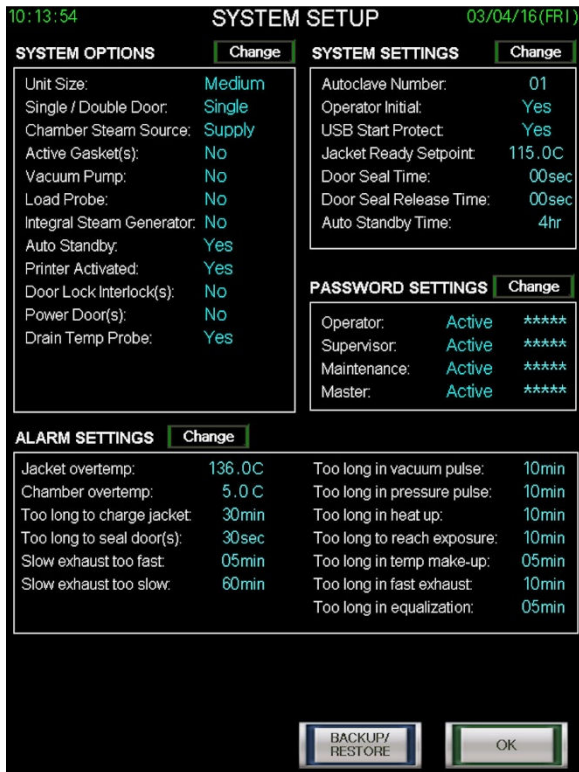 10:13:54 SYSTEM SETUP 03/04/16(FRI)
SYSTEM OPTIONS Change
Unit Size: Medium
Single / Double Door: Single
Chamber Steam Source: Supply
Active Gasket(s): No
Vacuum Pump: No
Load Probe: No
Integral Steam Generator: No
Auto Standby: Yes
Printer Activated: Yes
Door Lock Interlock(s): No
Power Door(s): No
Drain Temp Probe: Yes
SYSTEM SETTINGS Change
Autoclave Number: 01
Operator Initial: Yes
USB Start Protect: Yes
Jacket Ready Setpoint: 115.0C
Door Seal Time: 00sec
Door Seal Release Time: 00sec
Auto Standby Time: 4hr
PASSWORD SETTINGS Change
Operator: Active *****
Supervisor: Active *****
Maintenance: Active *****
Master: Active *****
ALARM SETTINGS Change
Jacket overtemp: 136.0C
Chamber overtemp: 5.0 C
Too long to charge jacket: 30min
Too long to seal door(s): 30sec
Slow exhaust too fast: 05min
Slow exhaust too slow: 60min
Too long in vacuum pulse: 10min
Too long in pressure pulse: 10min
Too long in heat up: 10min
Too long to reach exposure: 10min
Too long in temp make-up: 05min
Too long in fast exhaust: 10min
Too long in equalization: 05min
BACKUP/
RESTORE
OK